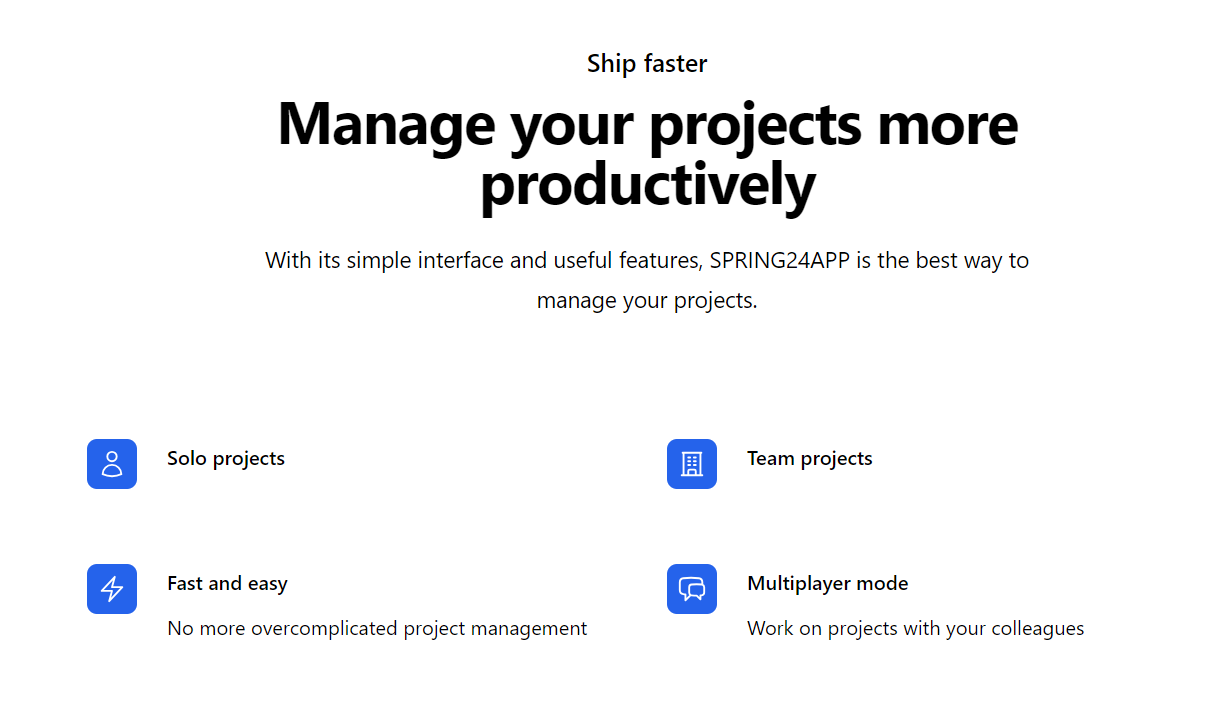 Ship faster
Manage your projects more
productively
With its simple interface and useful features, SPRING24APP is the best way to
manage your projects.
Solo projects
Team projects
Fast and easy
No more overcomplicated project management
Multiplayer mode
Work on projects with your colleagues